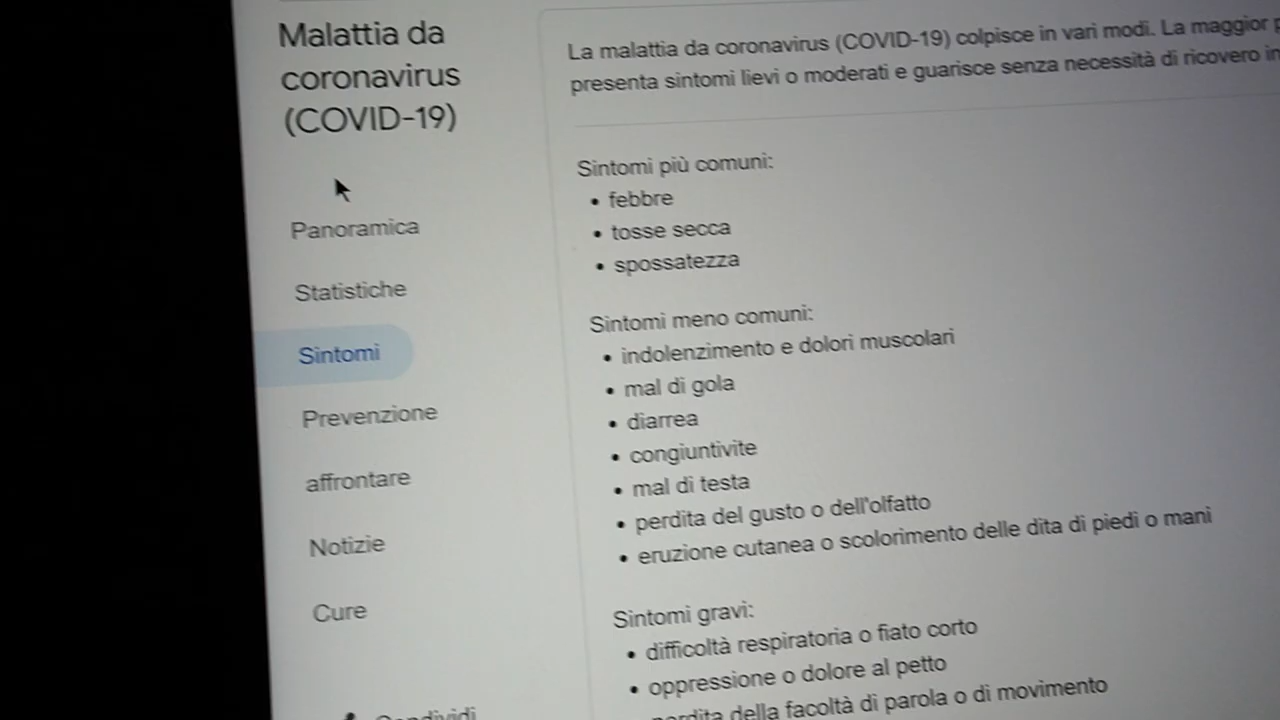 Malattia da
coronavirus
(COVID-19)
Panoramica
Statistiche
Sintomi
Prevenzione
affrontare
Notizie
Cure
Condividi
La malattia da coronavirus (COVID-19) colpisce in vari modi. La maggior
presenta sintomi lievi o moderati e guarisce senza necessità di ricovero in
Sintomi più comuni:
• febbre
• tosse secca
• spossatezza
Sintomi meno comuni:
• indolenzimento e dolori muscolari
• mal di gola
• diarrea
• congiuntivite
• mal di testa
• perdita del gusto o dell'olfatto
• eruzione cutanea o scolorimento delle dita di piedi o mani
Sintomi gravi:
• difficoltà respiratoria o fiato corto
• oppressione o dolore al petto
perdita della facoltà di parola o di movimento